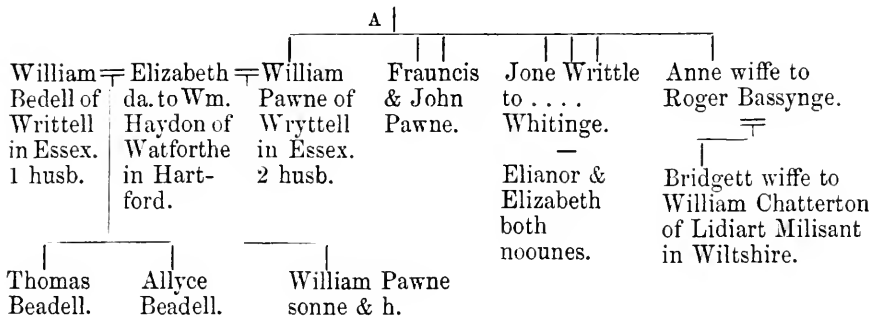 A
William
Bedell of
Writtell
in Essex.
1 husb.
Elizabeth
da. to Wm.
Haydon of
Watforthe
in Hart-
ford.
William
Pawne of
Wryttell
in Essex.
2 husb.
Frauncis
& John
Pawne.
Jone Writtle
to . . . .
Whitinge.
—
Elianor &
Elizabeth
both
noounes.
Anne wiffe to
Roger Bassynge.
Bridgett wiffe to
William Chatterton
of Lidiart Milisant
in Wiltshire.
Thomas
Beadell.
Allyce
Beadell.
William Pawne
sonne & h.